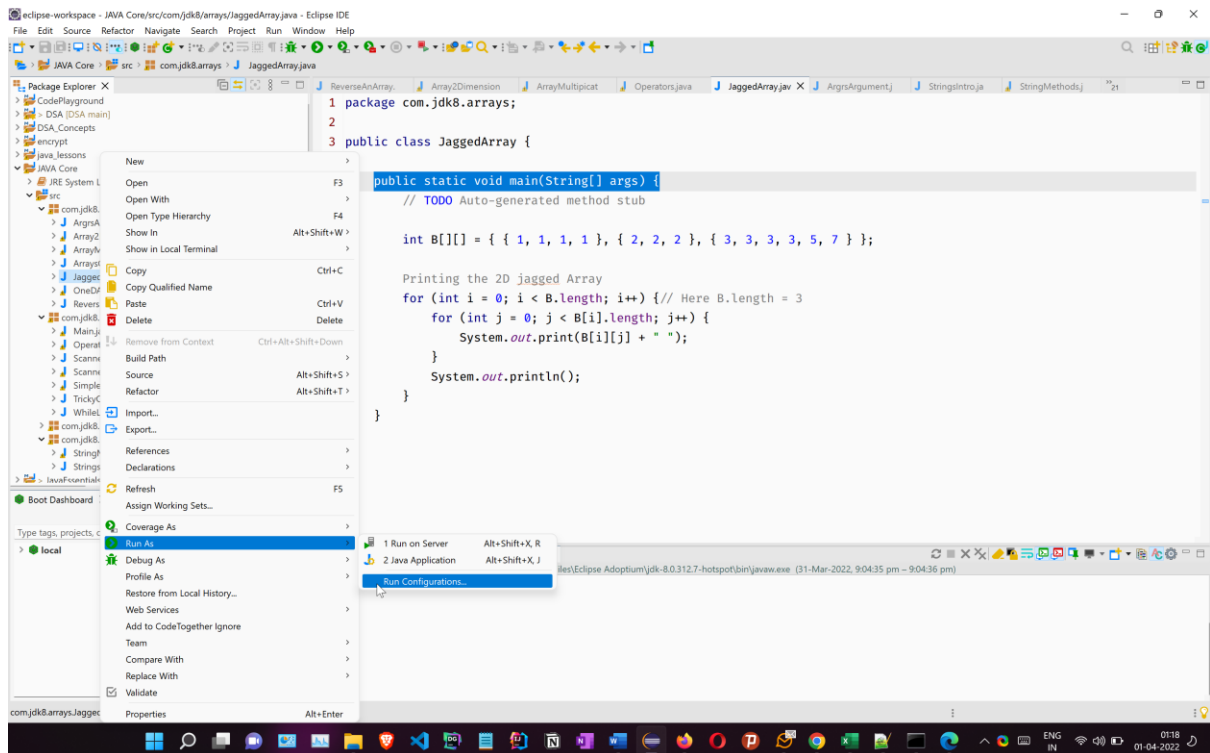 eclipse-workspace - JAVA Core/src/com/jdk8/arrays/JaggedArray.java - Eclipse IDE
File Edit Source Refactor Navigate Search Project Run Window Help
JAVA Core > src > com.jdk8.arrays > JaggedArray.java
Package Explorer
ReverseAnArray. Array2Dimension ArrayMultipicat Operators.java JaggedArray.jav ArgrsArgument.j StringsIntro.ja StringMethods.j 21
CodePlayground
> DSA [DSA main]
DSA_Concepts
encrypt
java_lessons
JAVA Core
JRE System L
src
com.jdk8.
ArgrsA
Array2
ArrayM
Arrays
Jagged
OneDA
Revers
com.jdk8.
Main.ja
Operat
Scanne
Scanne
Simple
TrickyC
WhileL
com.jdk8.
com.jdk8.
StringM
Strings
> JavaEssentials
1 package com.jdk8.arrays;
2
3 public class JaggedArray {
public static void main(String[] args) {
// TODO Auto-generated method stub
int B[][] = { { 1, 1, 1, 1 }, { 2, 2, 2 }, { 3, 3, 3, 3, 5, 7 } };
Printing the 2D jagged Array
for (int i = 0; i < B.length; i++) {// Here B.length = 3
for (int j = 0; j < B[i].length; j++) {
System.out.print(B[i][j] + " ");
}
System.out.println();
}
}
New
Open F3
Open With
Open Type Hierarchy F4
Show In Alt+Shift+W
Show in Local Terminal
Copy Ctrl+C
Copy Qualified Name
Paste Ctrl+V
Delete Delete
Remove from Context Ctrl+Alt+Shift+Down
Build Path
Source Alt+Shift+S
Refactor Alt+Shift+T
Import...
Export...
References
Declarations
Refresh F5
Assign Working Sets...
Coverage As
Run As
Debug As
Profile As
Restore from Local History...
Web Services
Add to CodeTogether Ignore
Team
Compare With
Replace With
Validate
Properties Alt+Enter
1 Run on Server Alt+Shift+X, R
2 Java Application Alt+Shift+X, J
Run Configurations...
Boot Dashboard
Type tags, projects, c
local
iles\Eclipse Adoptium\jdk-8.0.312.7-hotspot\bin\javaw.exe (31-Mar-2022, 9:04:35 pm – 9:04:36 pm)
com.jdk8.arrays.Jagged
ENG
IN
01:18
01-04-2022